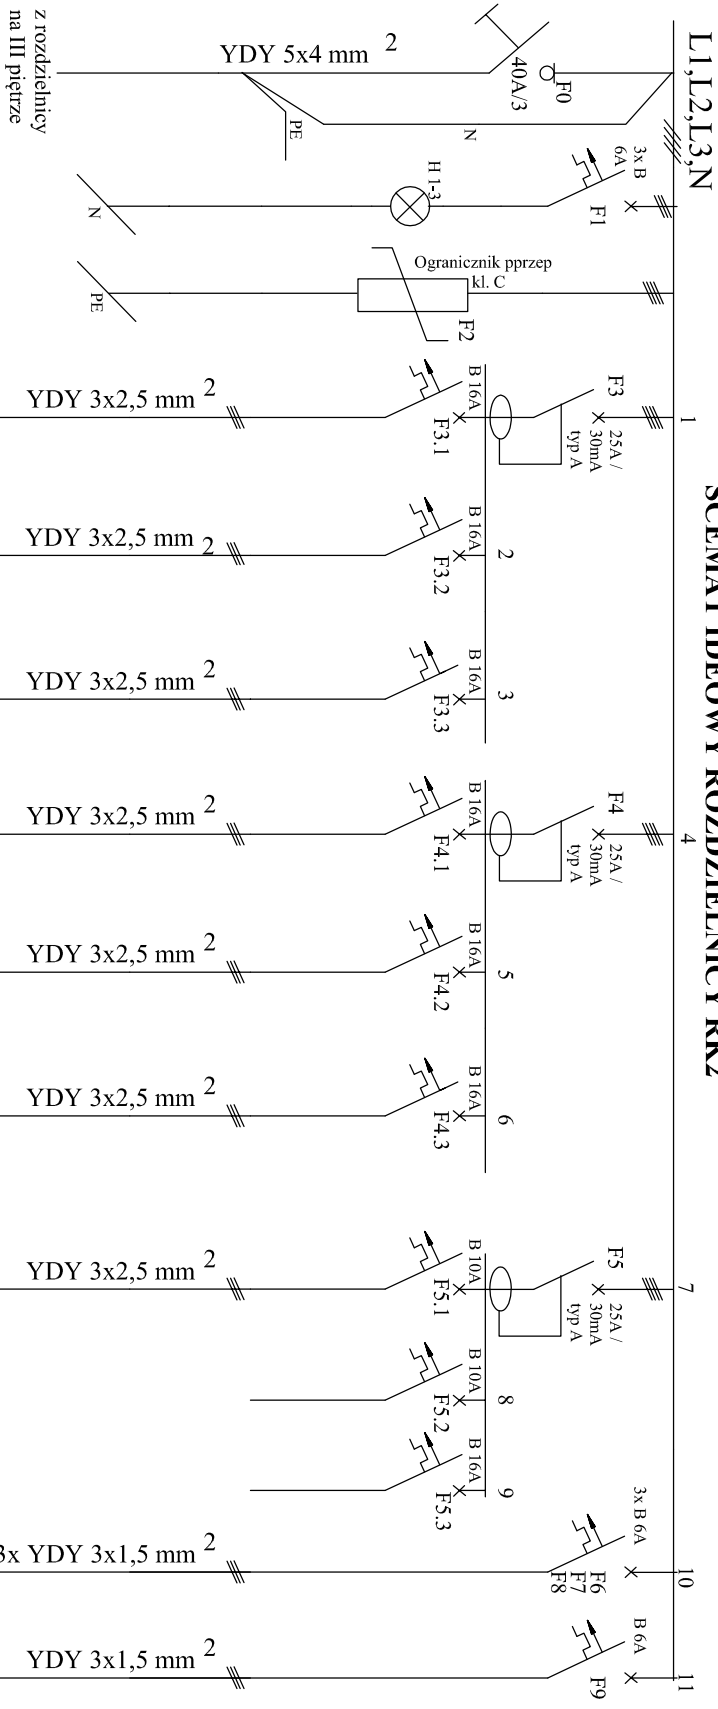 SCEMAT IDEOWY ROZDZIELNICY RK2
L1,L2,L3,N
z rozdzielnicy
na III piętrze
YDY 5x4 mm 2
40A/3
F0
PE
N
3x B
6A
F1
H1-3
N
Ogranicznik pprzep
kl. C
F2
PE
1
F3
25A /
30mA
typ A
B 16A
F3.1
YDY 3x2,5 mm 2
2
B 16A
F3.2
YDY 3x2,5 mm 2
3
B 16A
F3.3
YDY 3x2,5 mm 2
4
F4
25A /
30mA
typ A
B 16A
F4.1
YDY 3x2,5 mm 2
5
B 16A
F4.2
YDY 3x2,5 mm 2
6
B 16A
F4.3
YDY 3x2,5 mm 2
7
F5
25A /
30mA
typ A
B 10A
F5.1
YDY 3x2,5 mm 2
8
B 10A
F5.2
9
B 16A
F5.3
10
3x B 6A
F6
F7
F8
3x YDY 3x1,5 mm 2
11
B 6A
F9
YDY 3x1,5 mm 2